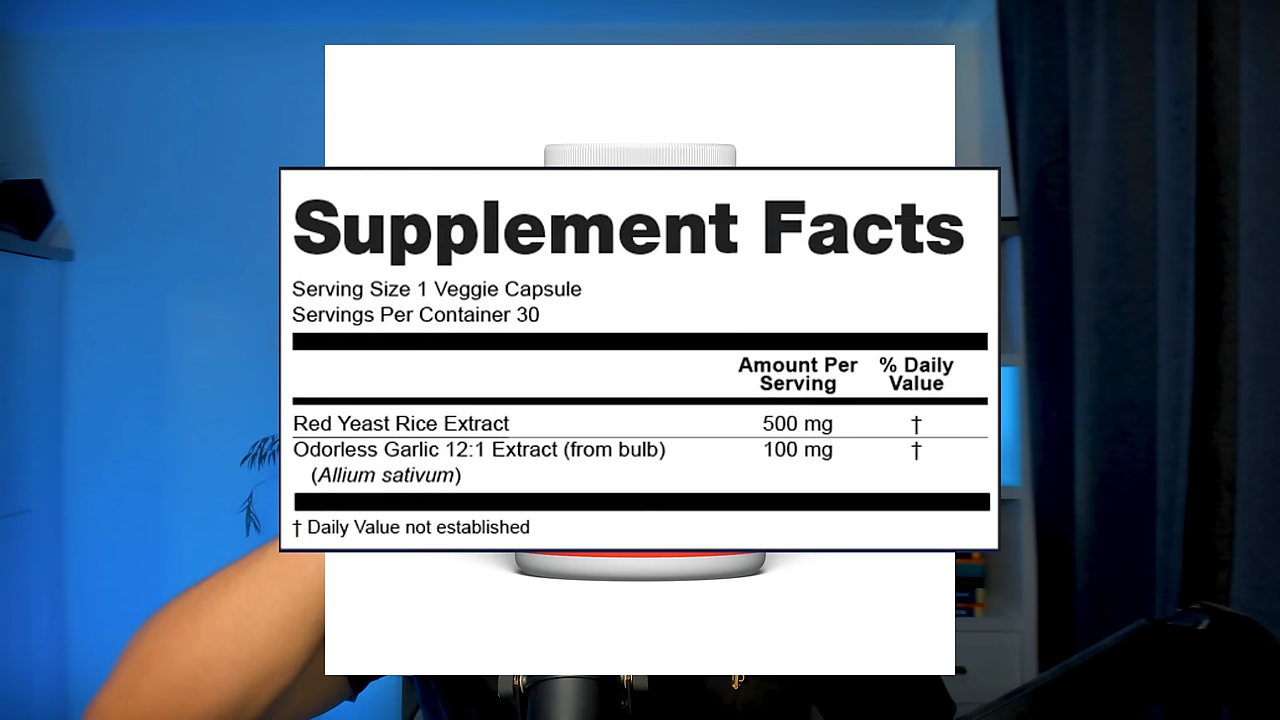 Supplement Facts
Serving Size 1 Veggie Capsule
Servings Per Container 30
Amount Per Serving
% Daily Value
Red Yeast Rice Extract 500 mg †
Odorless Garlic 12:1 Extract (from bulb) 100 mg †
(Allium sativum)
† Daily Value not established